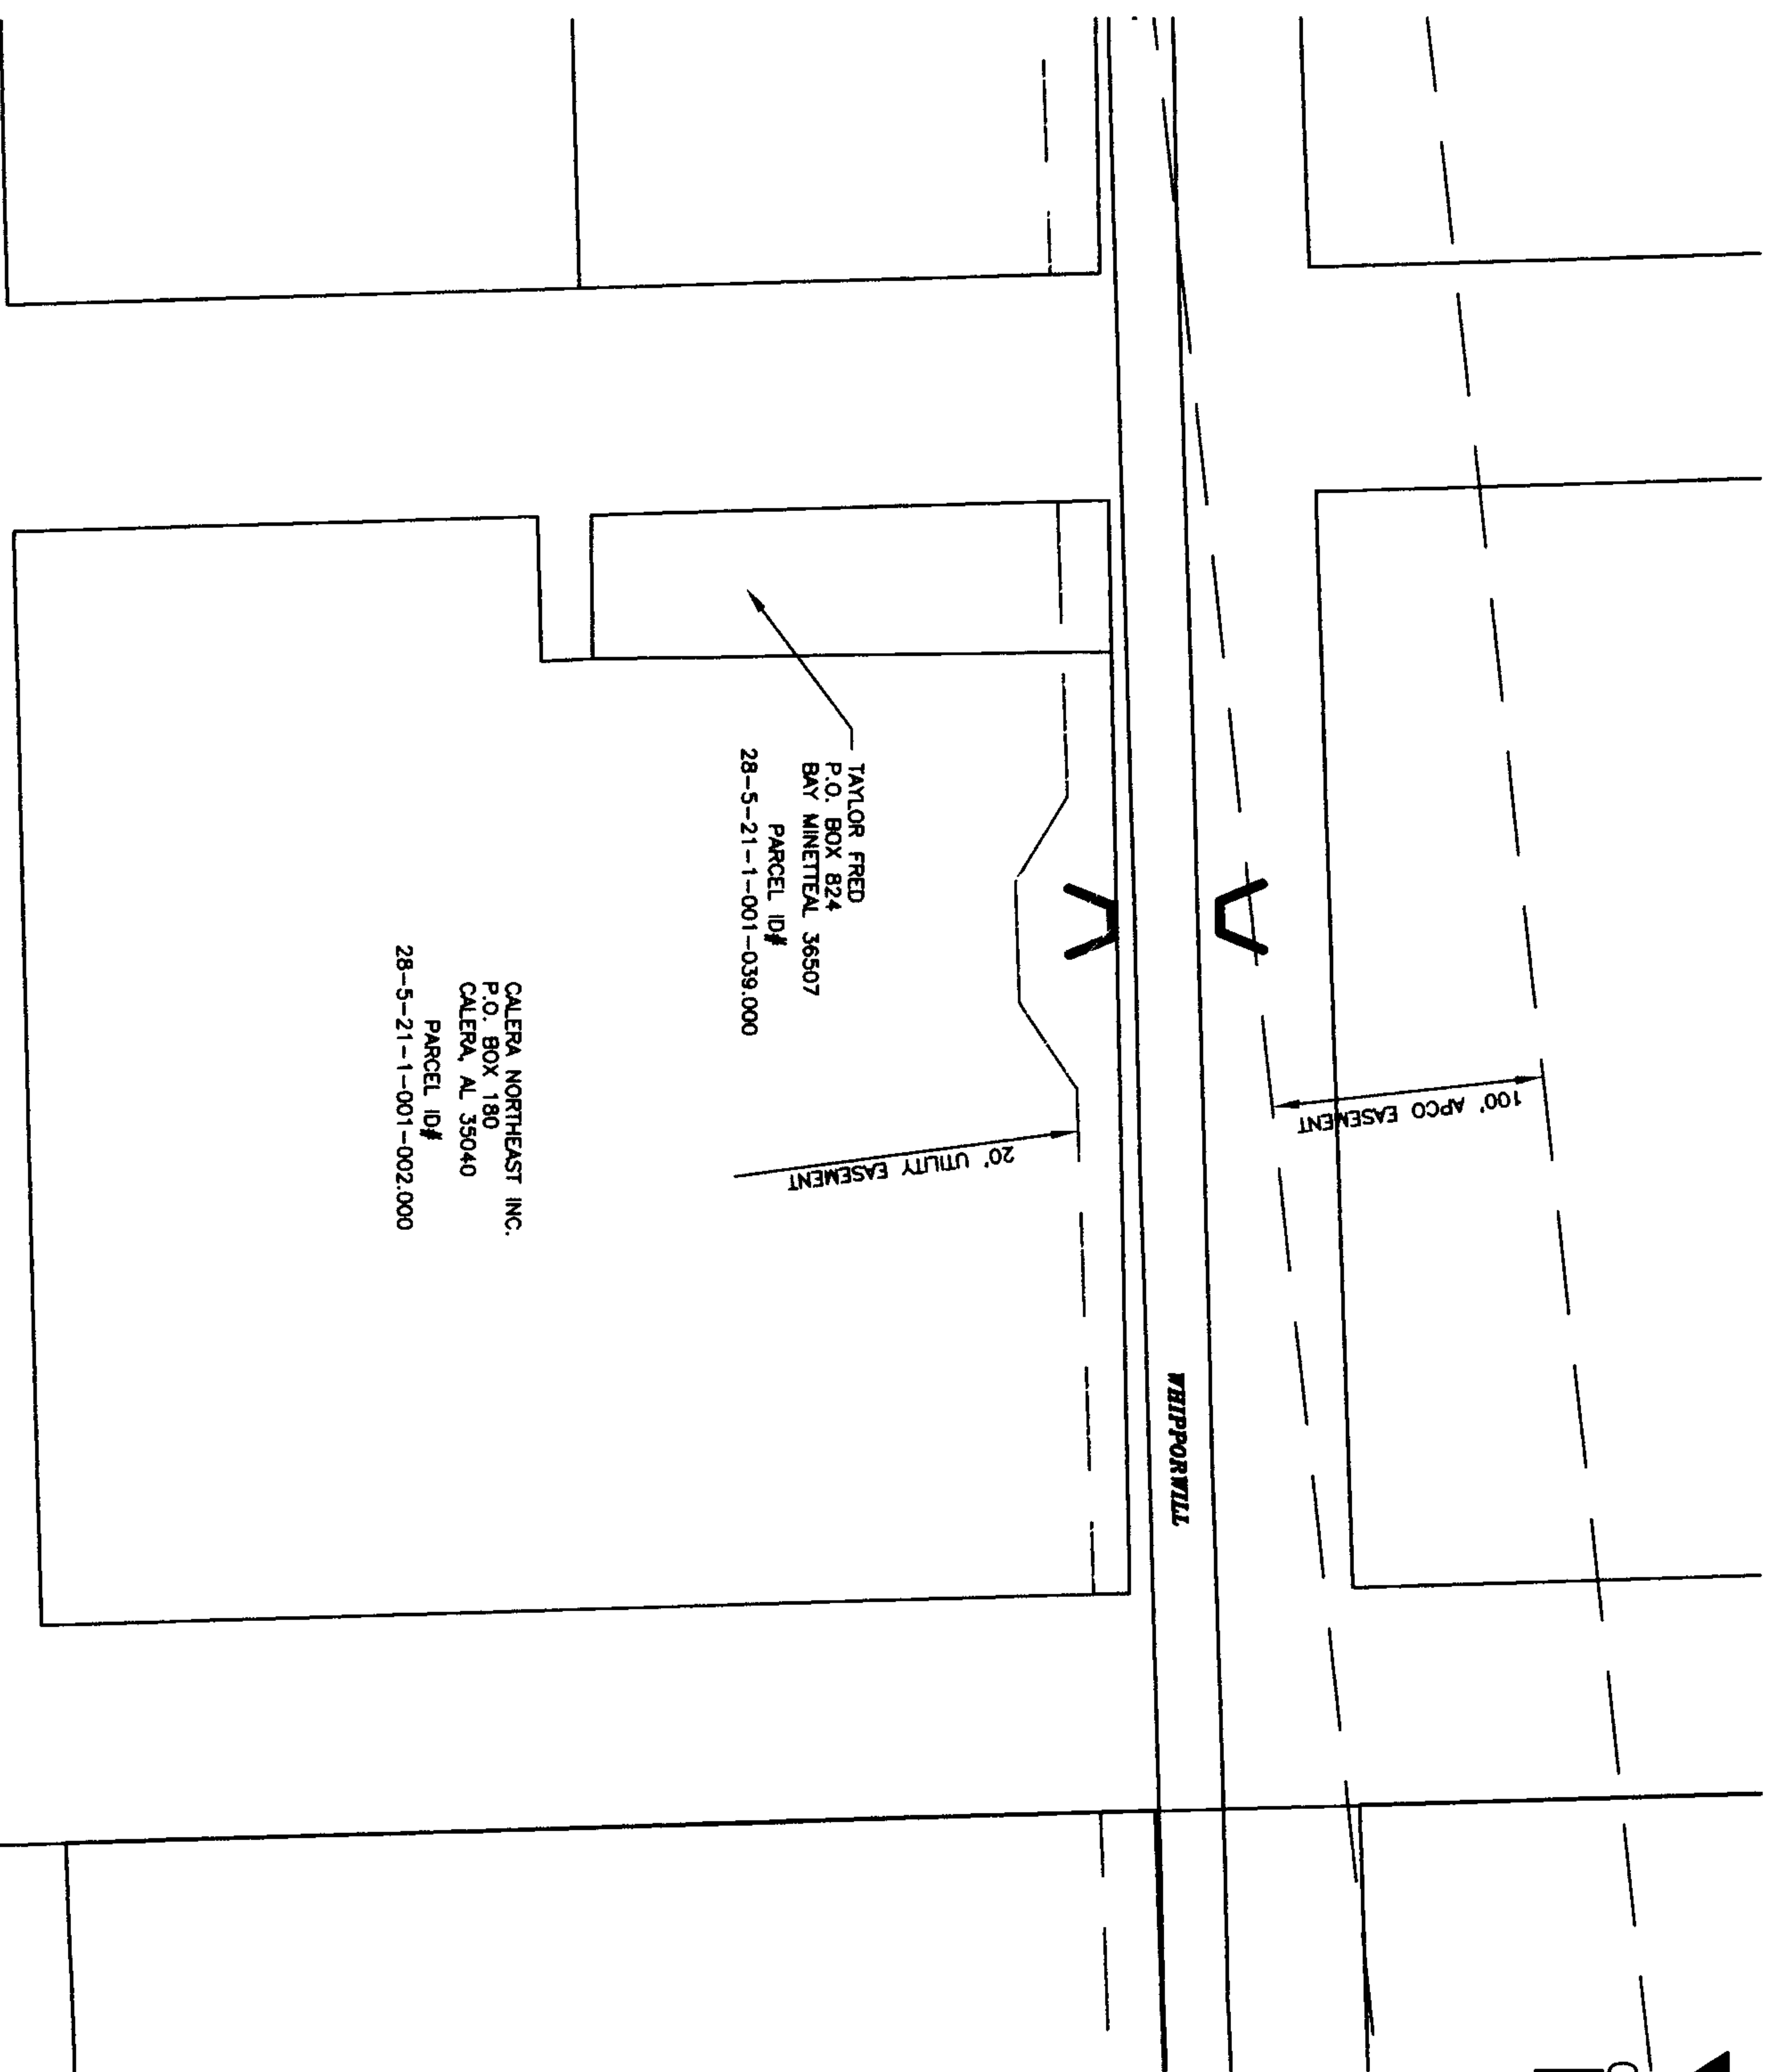 TAYLOR FRED
P.O. BOX 824
BAY MINETTEAL 36507
PARCEL ID#
28-5-21-1-001-039.000
CALERA NORTHEAST INC.
P.O. BOX 180
CALERA, AL 35040
PARCEL ID#
28-5-21-1-001-002.000
20' UTILITY EASEMENT
100' APCO EASEMENT
WHIPPORWILL